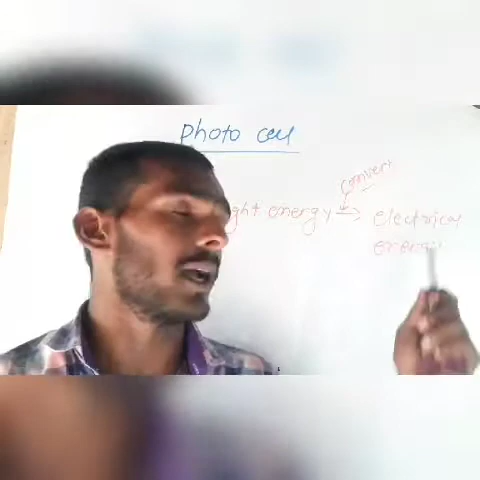 Photo cell
convert
ght energy → electrical
energy